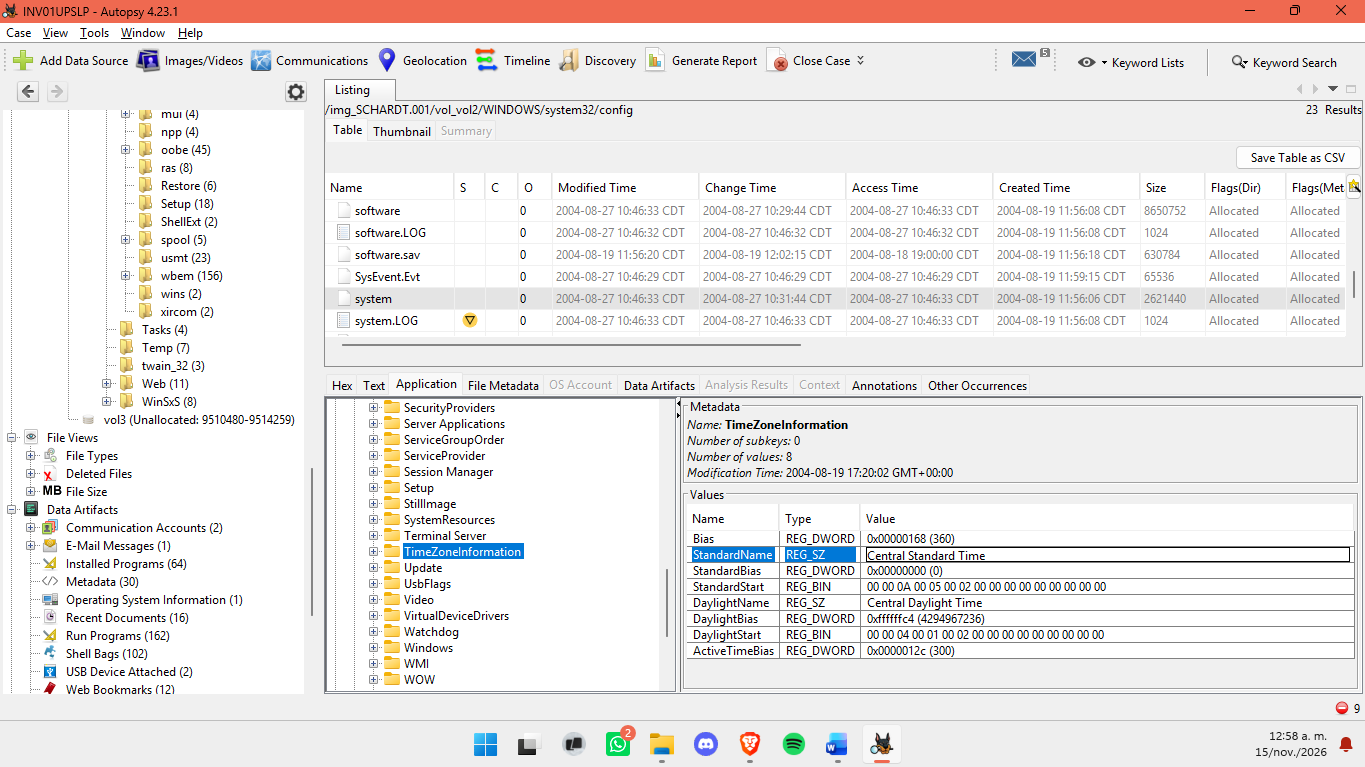 INV01UPSLP - Autopsy 4.23.1
Case View Tools Window Help
Add Data Source Images/Videos Communications Geolocation Timeline Discovery Generate Report Close Case 5 Keyword Lists Keyword Search
Listing
/img_SCHARDT.001/vol_vol2/WINDOWS/system32/config 23 Results
Table Thumbnail Summary
Save Table as CSV
Name S C O Modified Time Change Time Access Time Created Time Size Flags(Dir) Flags(Met
software 0 2004-08-27 10:46:33 CDT 2004-08-27 10:29:44 CDT 2004-08-27 10:46:33 CDT 2004-08-19 11:56:08 CDT 8650752 Allocated Allocated
software.LOG 0 2004-08-27 10:46:32 CDT 2004-08-27 10:46:32 CDT 2004-08-27 10:46:32 CDT 2004-08-19 11:56:08 CDT 1024 Allocated Allocated
software.sav 0 2004-08-19 11:56:20 CDT 2004-08-19 12:02:15 CDT 2004-08-18 19:00:00 CDT 2004-08-19 11:56:18 CDT 630784 Allocated Allocated
SysEvent.Evt 0 2004-08-27 10:46:29 CDT 2004-08-27 10:46:29 CDT 2004-08-27 10:46:29 CDT 2004-08-19 11:59:15 CDT 65536 Allocated Allocated
system 0 2004-08-27 10:46:33 CDT 2004-08-27 10:31:44 CDT 2004-08-27 10:46:33 CDT 2004-08-19 11:56:06 CDT 2621440 Allocated Allocated
system.LOG 0 2004-08-27 10:46:33 CDT 2004-08-27 10:46:33 CDT 2004-08-27 10:46:33 CDT 2004-08-19 11:56:08 CDT 1024 Allocated Allocated
mui (4)
npp (4)
oobe (45)
ras (8)
Restore (6)
Setup (18)
ShellExt (2)
spool (5)
usmt (23)
wbem (156)
wins (2)
xircom (2)
Tasks (4)
Temp (7)
twain_32 (3)
Web (11)
WinSxS (8)
vol3 (Unallocated: 9510480-9514259)
File Views
File Types
Deleted Files
MB File Size
Data Artifacts
Communication Accounts (2)
E-Mail Messages (1)
Installed Programs (64)
Metadata (30)
Operating System Information (1)
Recent Documents (16)
Run Programs (162)
Shell Bags (102)
USB Device Attached (2)
Web Bookmarks (12)
Hex Text Application File Metadata OS Account Data Artifacts Analysis Results Context Annotations Other Occurrences
SecurityProviders
Server Applications
ServiceGroupOrder
ServiceProvider
Session Manager
Setup
StillImage
SystemResources
Terminal Server
TimeZoneInformation
Update
UsbFlags
Video
VirtualDeviceDrivers
Watchdog
Windows
WMI
WOW
Metadata
Name: TimeZoneInformation
Number of subkeys: 0
Number of values: 8
Modification Time: 2004-08-19 17:20:02 GMT+00:00
Values
Name Type Value
Bias REG_DWORD 0x00000168 (360)
StandardName REG_SZ Central Standard Time
StandardBias REG_DWORD 0x00000000 (0)
StandardStart REG_BIN 00 00 0A 00 05 00 02 00 00 00 00 00 00 00 00 00
DaylightName REG_SZ Central Daylight Time
DaylightBias REG_DWORD 0xffffffc4 (4294967236)
DaylightStart REG_BIN 00 00 04 00 01 00 02 00 00 00 00 00 00 00 00 00
ActiveTimeBias REG_DWORD 0x0000012c (300)
9
2
12:58 a. m.
15/nov./2026